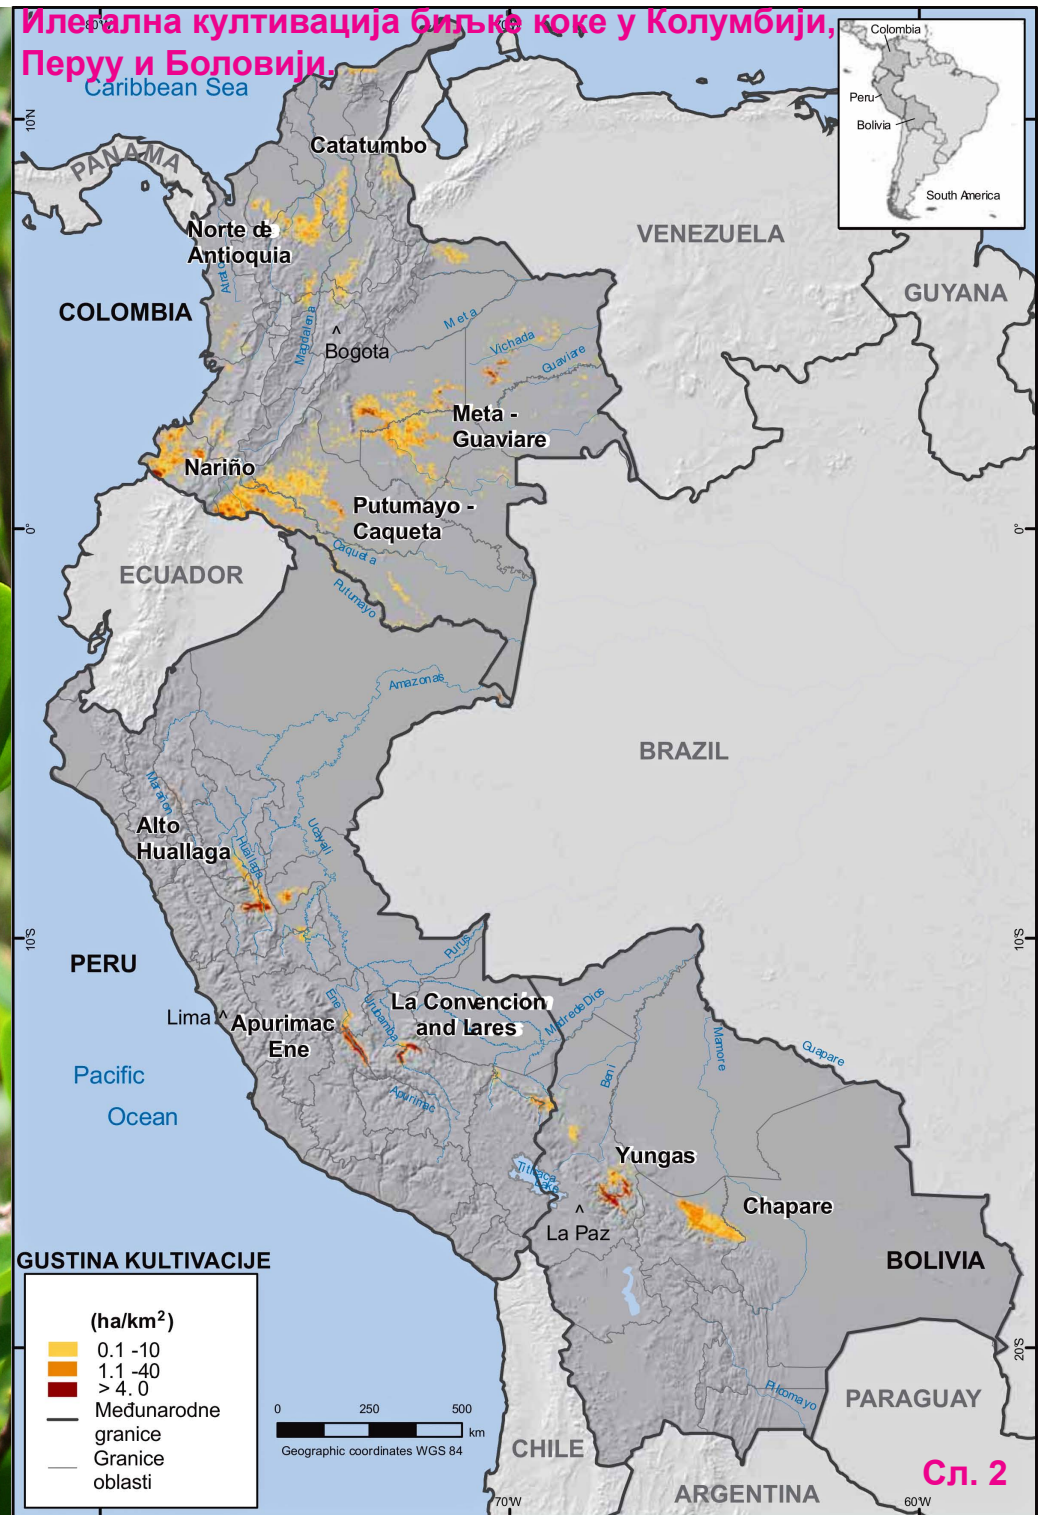 Илегална култивација биљке коке у Колумбији,
Перуу и Боловији.
80°W
70°W
Caribbean Sea
Colombia
Peru
Bolivia
South America
10°N
PANAMA
Catatumbo
VENEZUELA
Norte de
Antioquia
GUYANA
Atrato
COLOMBIA
Magdalena
Meta
Bogota
Vichada
Guaviare
Meta -
Guaviare
Nariño
Putumayo -
Caqueta
0°
0°
Caqueta
ECUADOR
Putumayo
Amazonas
BRAZIL
Marañon
Alto
Huallaga
Huallaga
Ucayali
10°S
10°S
Purus
PERU
La Convencion
and Lares
Madre de Dios
Lima
Apurimac
Ene
Ene
Urubamba
Mamore
Guapare
Beni
Pacific
Ocean
Apurimac
Yungas
Titicaca
Lake
Chapare
La Paz
BOLIVIA
GUSTINA KULTIVACIJE
(ha/km²)
0.1 -10
1.1 -40
> 4. 0
Međunarodne
granice
Granice
oblasti
0 250 500
km
Geographic coordinates WGS 84
20°S
Pilcomayo
PARAGUAY
CHILE
Сл. 2
ARGENTINA
70°W
60°W